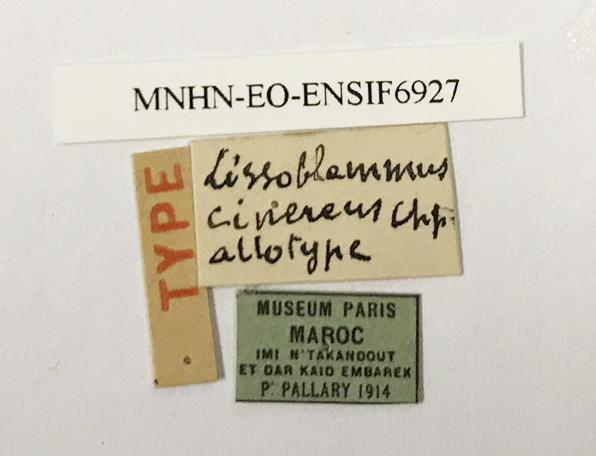 MNHN-EO-ENSIF6927
TYPE
Lissoblemmus
cinereus Chp.
allotype
MUSEUM PARIS
MAROC
IMI N'TAKANDOUT
ET DAR KAID EMBAREK
P. PALLARY 1914